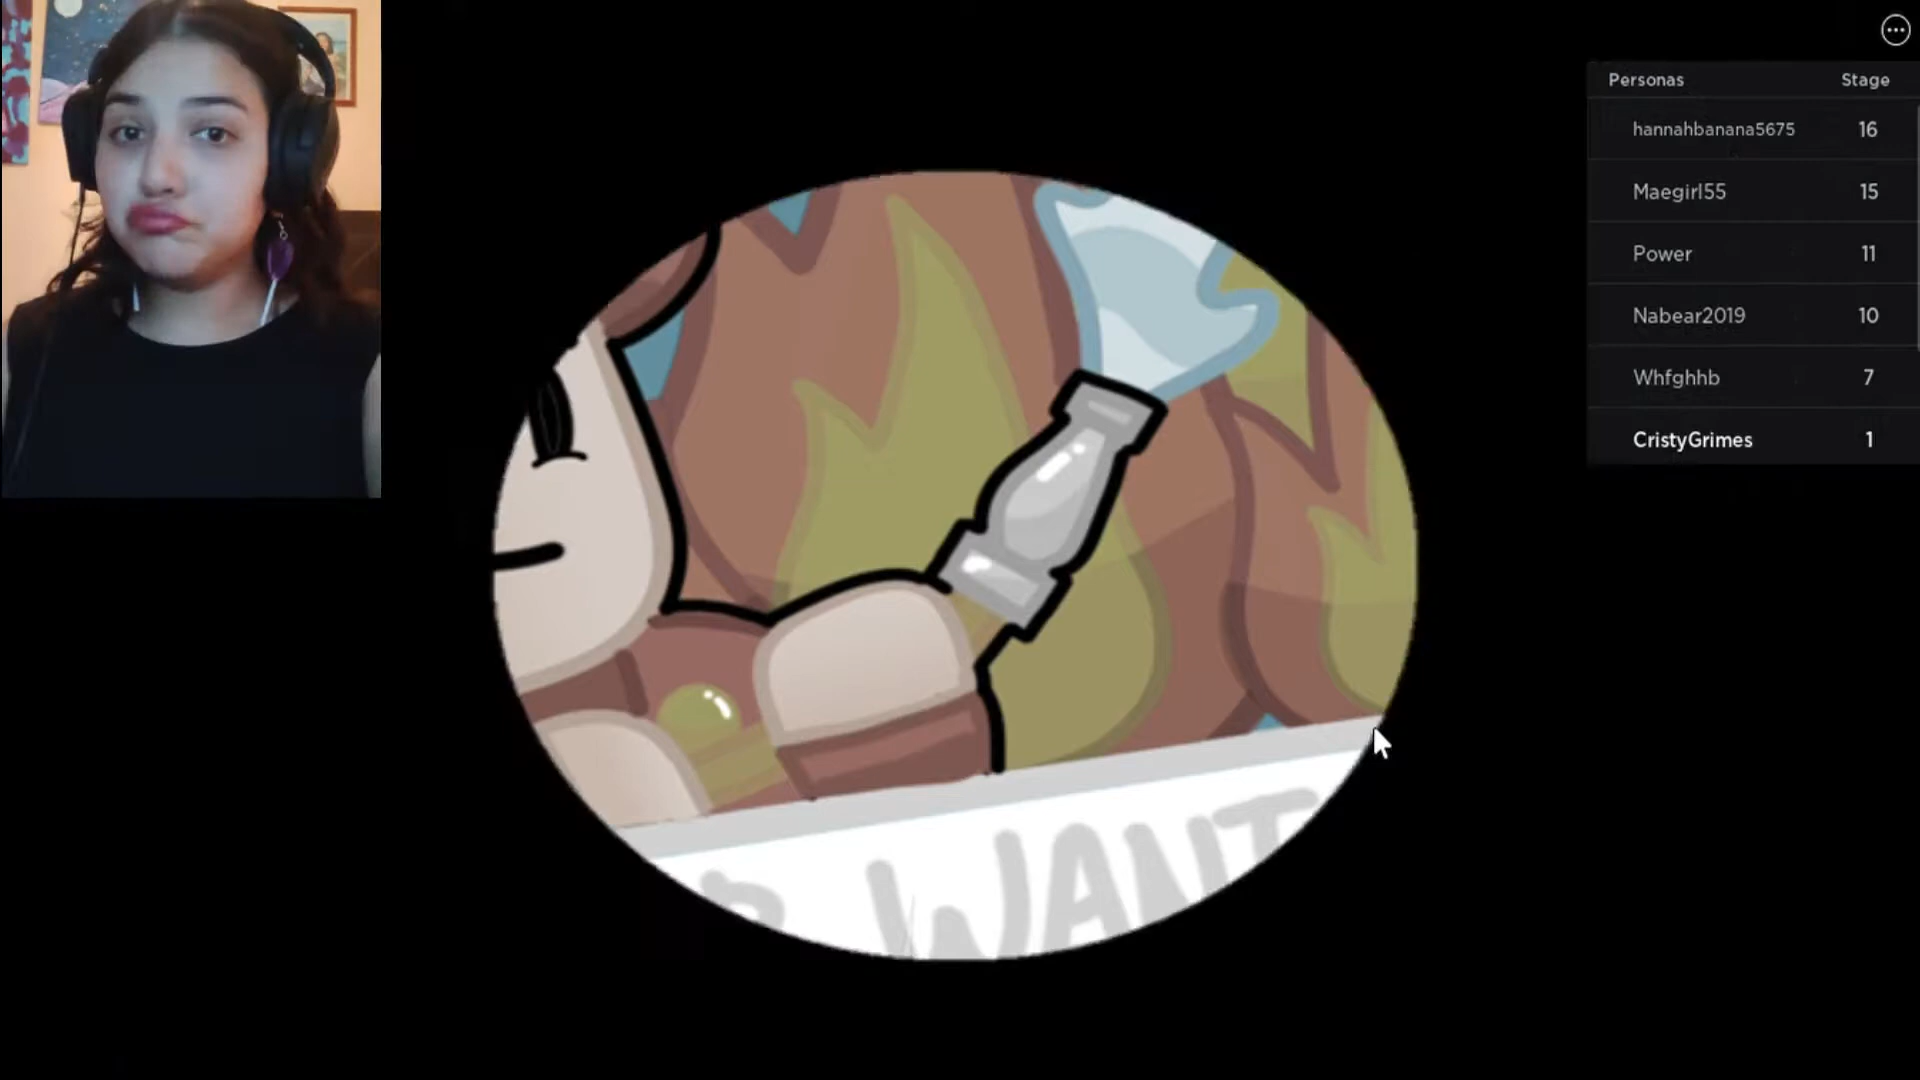 Personas Stage
hannahbanana5675 16
Maegirl55 15
Power 11
Nabear2019 10
Whfghhb 7
CristyGrimes 1
WANT